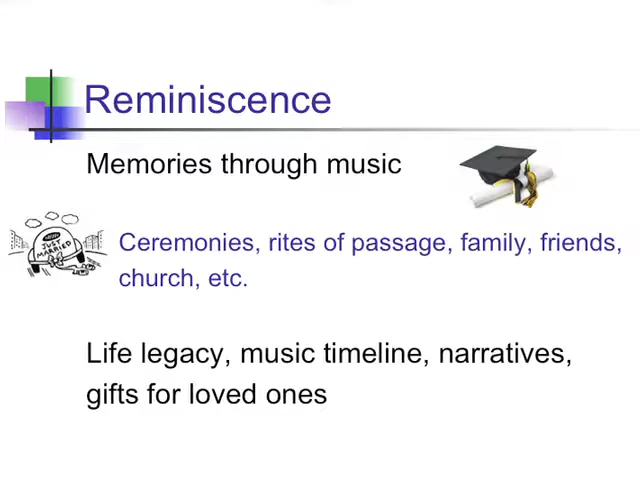 Reminiscence
Memories through music
JUST
MARRIED
Ceremonies, rites of passage, family, friends,
church, etc.
Life legacy, music timeline, narratives,
gifts for loved ones